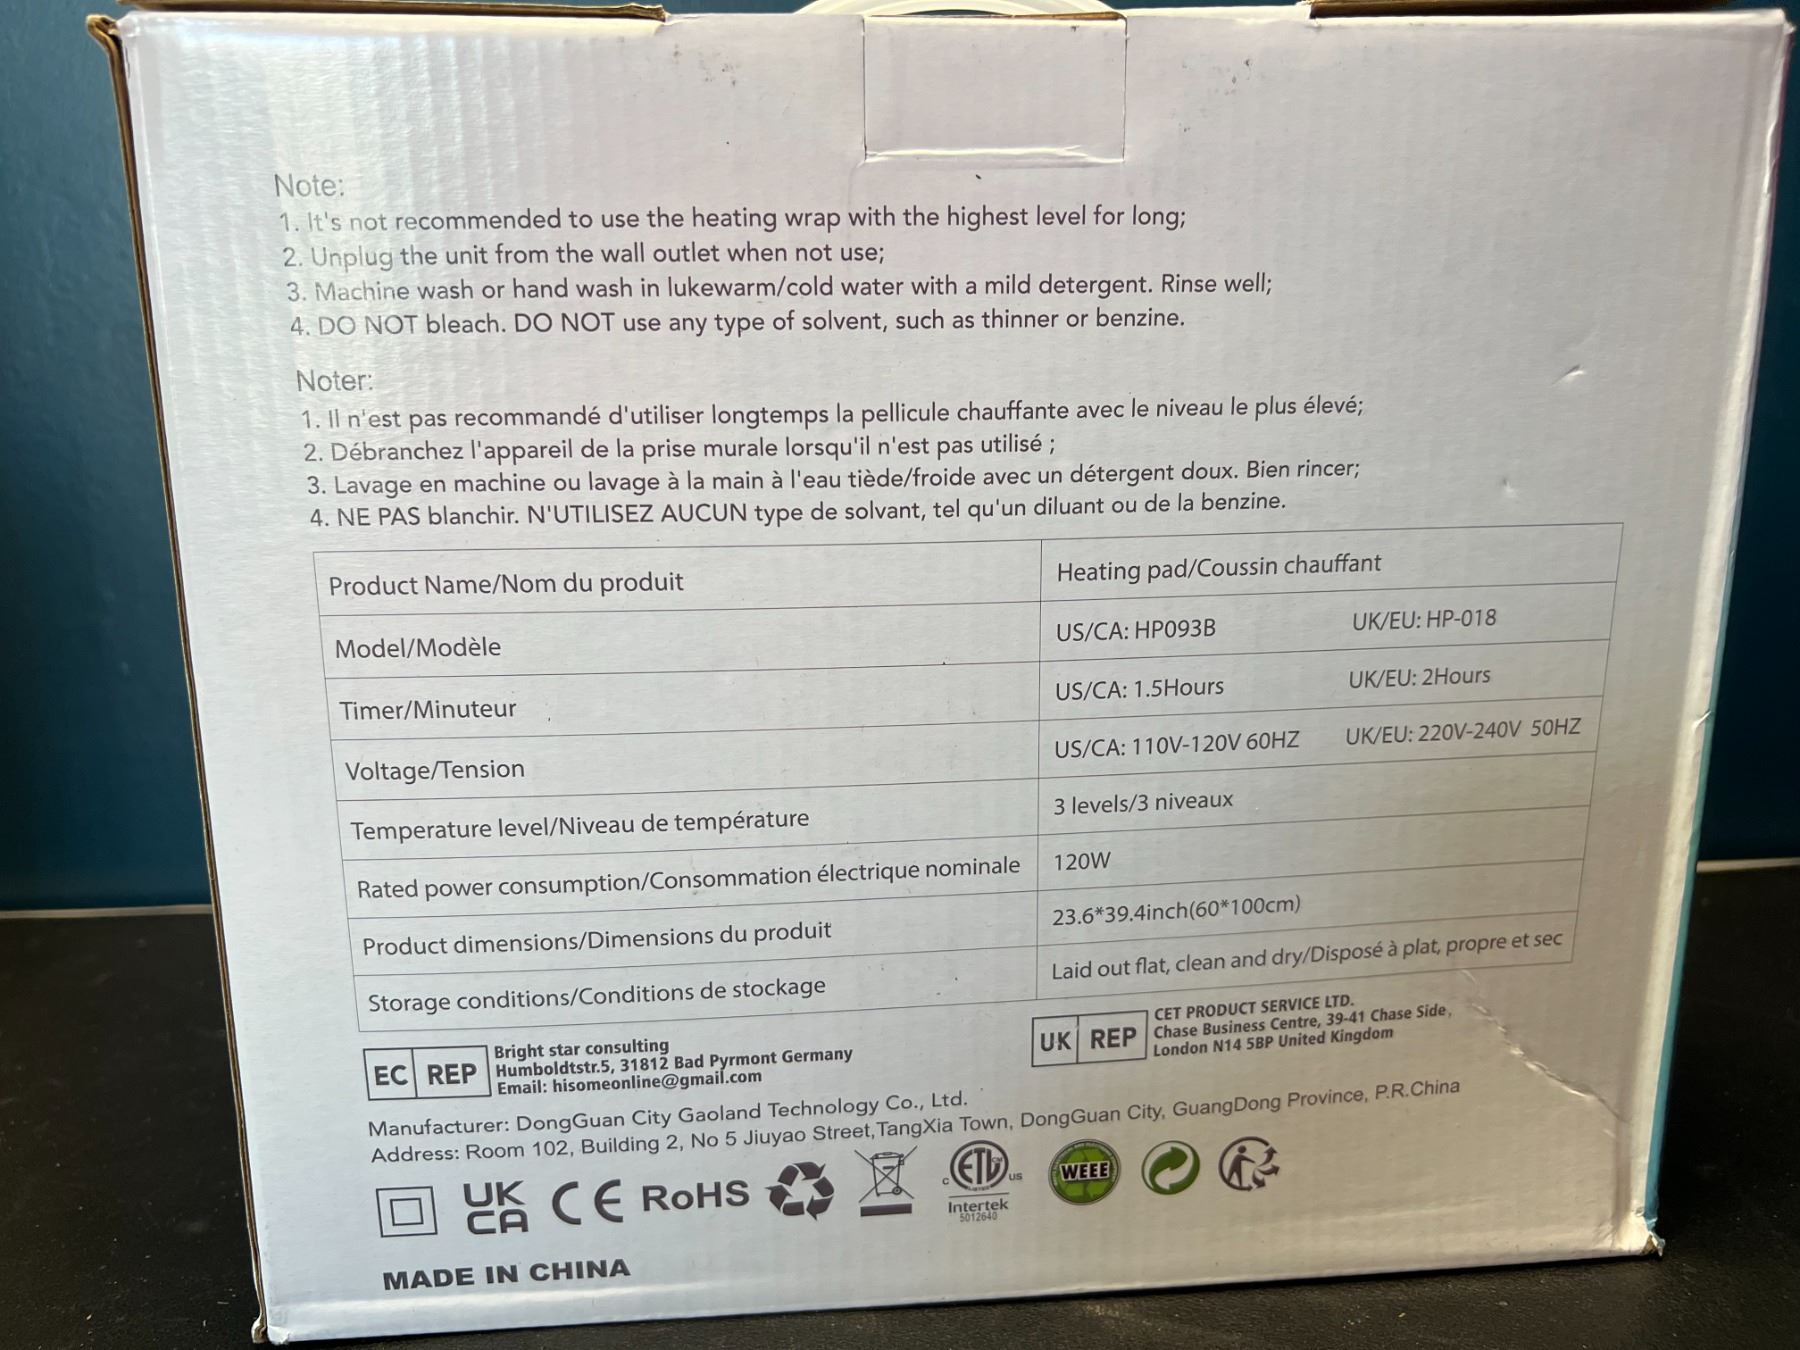 Note:
1. It's not recommended to use the heating wrap with the highest level for long;
2. Unplug the unit from the wall outlet when not use;
3. Machine wash or hand wash in lukewarm/cold water with a mild detergent. Rinse well;
4. DO NOT bleach. DO NOT use any type of solvent, such as thinner or benzine.
Noter:
1. Il n'est pas recommandé d'utiliser longtemps la pellicule chauffante avec le niveau le plus élevé;
2. Débranchez l'appareil de la prise murale lorsqu'il n'est pas utilisé ;
3. Lavage en machine ou lavage à la main à l'eau tiède/froide avec un détergent doux. Bien rincer;
4. NE PAS blanchir. N'UTILISEZ AUCUN type de solvant, tel qu'un diluant ou de la benzine.
Product Name/Nom du produit Heating pad/Coussin chauffant
Model/Modèle US/CA: HP093B UK/EU: HP-018
Timer/Minuteur US/CA: 1.5Hours UK/EU: 2Hours
Voltage/Tension US/CA: 110V-120V 60HZ UK/EU: 220V-240V 50HZ
Temperature level/Niveau de température 3 levels/3 niveaux
Rated power consumption/Consommation électrique nominale 120W
Product dimensions/Dimensions du produit 23.6*39.4inch(60*100cm)
Storage conditions/Conditions de stockage Laid out flat, clean and dry/Disposé à plat, propre et sec
EC REP
Bright star consulting
Humboldtstr.5, 31812 Bad Pyrmont Germany
Email: hisomeonline@gmail.com
UK REP
CET PRODUCT SERVICE LTD.
Chase Business Centre, 39-41 Chase Side,
London N14 5BP United Kingdom
Manufacturer: DongGuan City Gaoland Technology Co., Ltd.
Address: Room 102, Building 2, No 5 Jiuyao Street,TangXia Town, DongGuan City, GuangDong Province, P.R.China
UK
CA
CE RoHS
c ETL us
LISTED
Intertek
5012640
WEEE
MADE IN CHINA